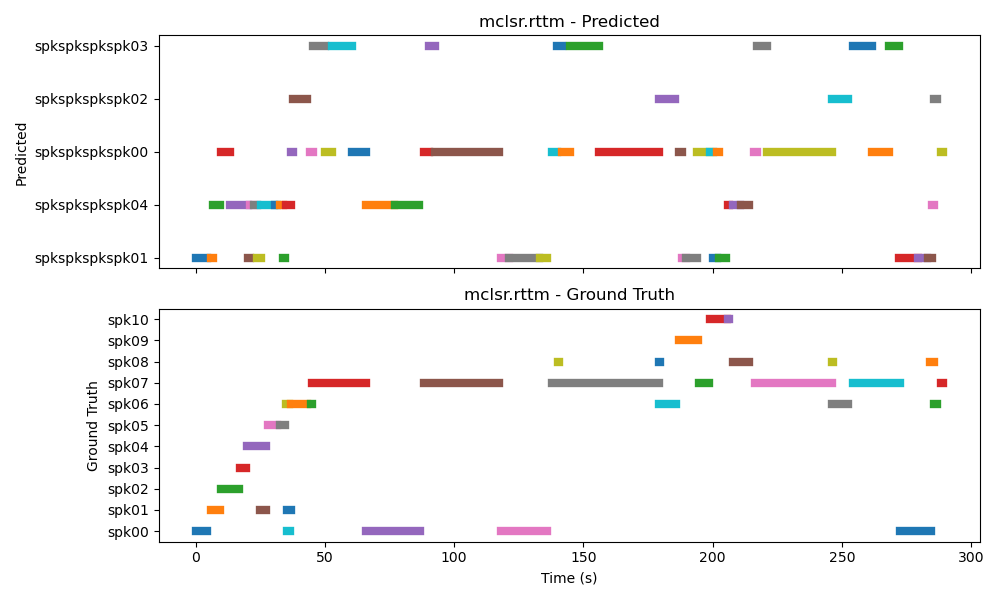 mclsr.rttm - Predicted
spkspkspkspk03
spkspkspkspk02
spkspkspkspk00
spkspkspkspk04
spkspkspkspk01
Predicted
mclsr.rttm - Ground Truth
spk10
spk09
spk08
spk07
spk06
spk05
spk04
spk03
spk02
spk01
spk00
Ground Truth
0 50 100 150 200 250 300
Time (s)